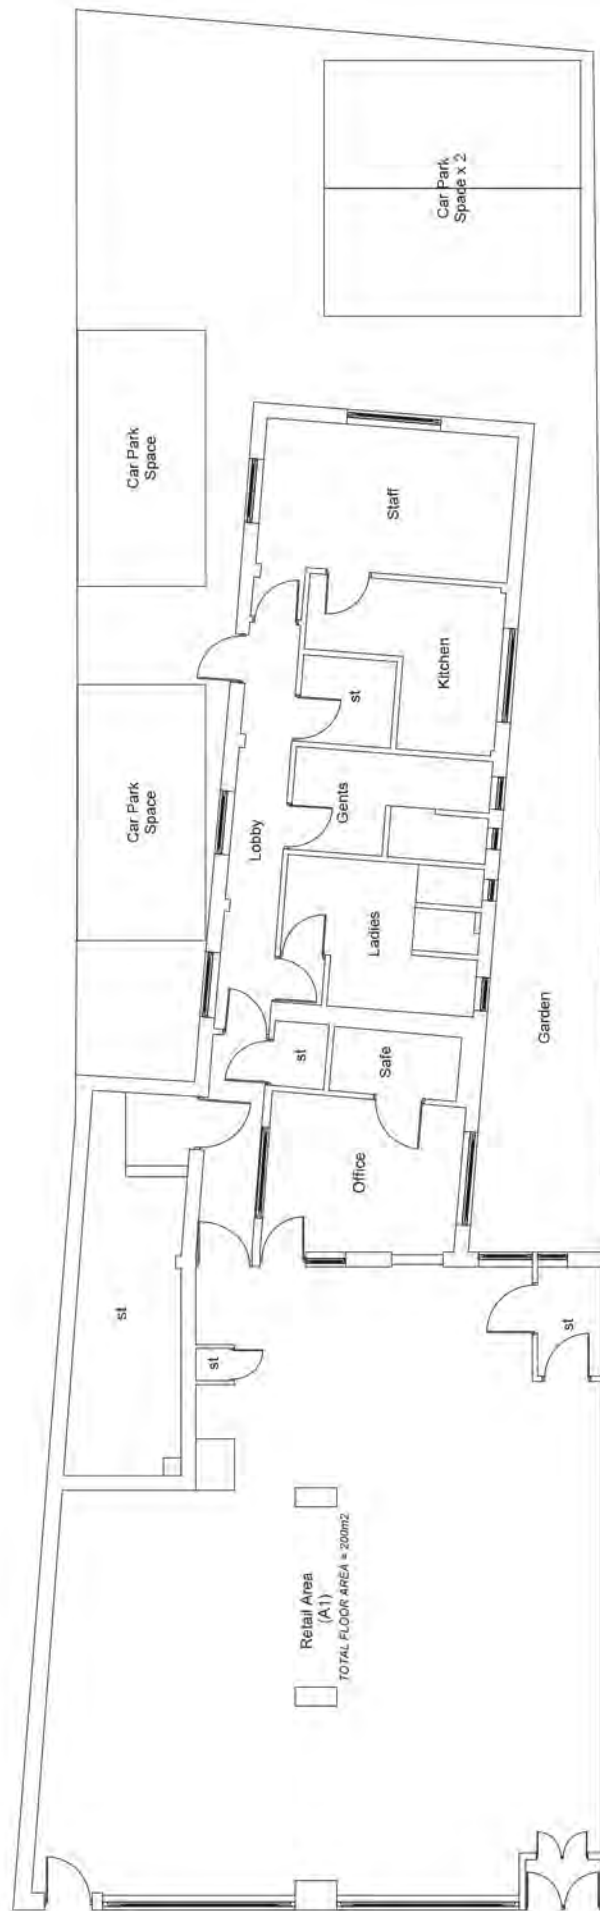 Car Park
Space x 2
Car Park
Space
Staff
Kitchen
st
Car Park
Space
Gents
Lobby
Ladies
Garden
st
Safe
Office
st
st
st
Retail Area
(A1)
TOTAL FLOOR AREA = 200m2